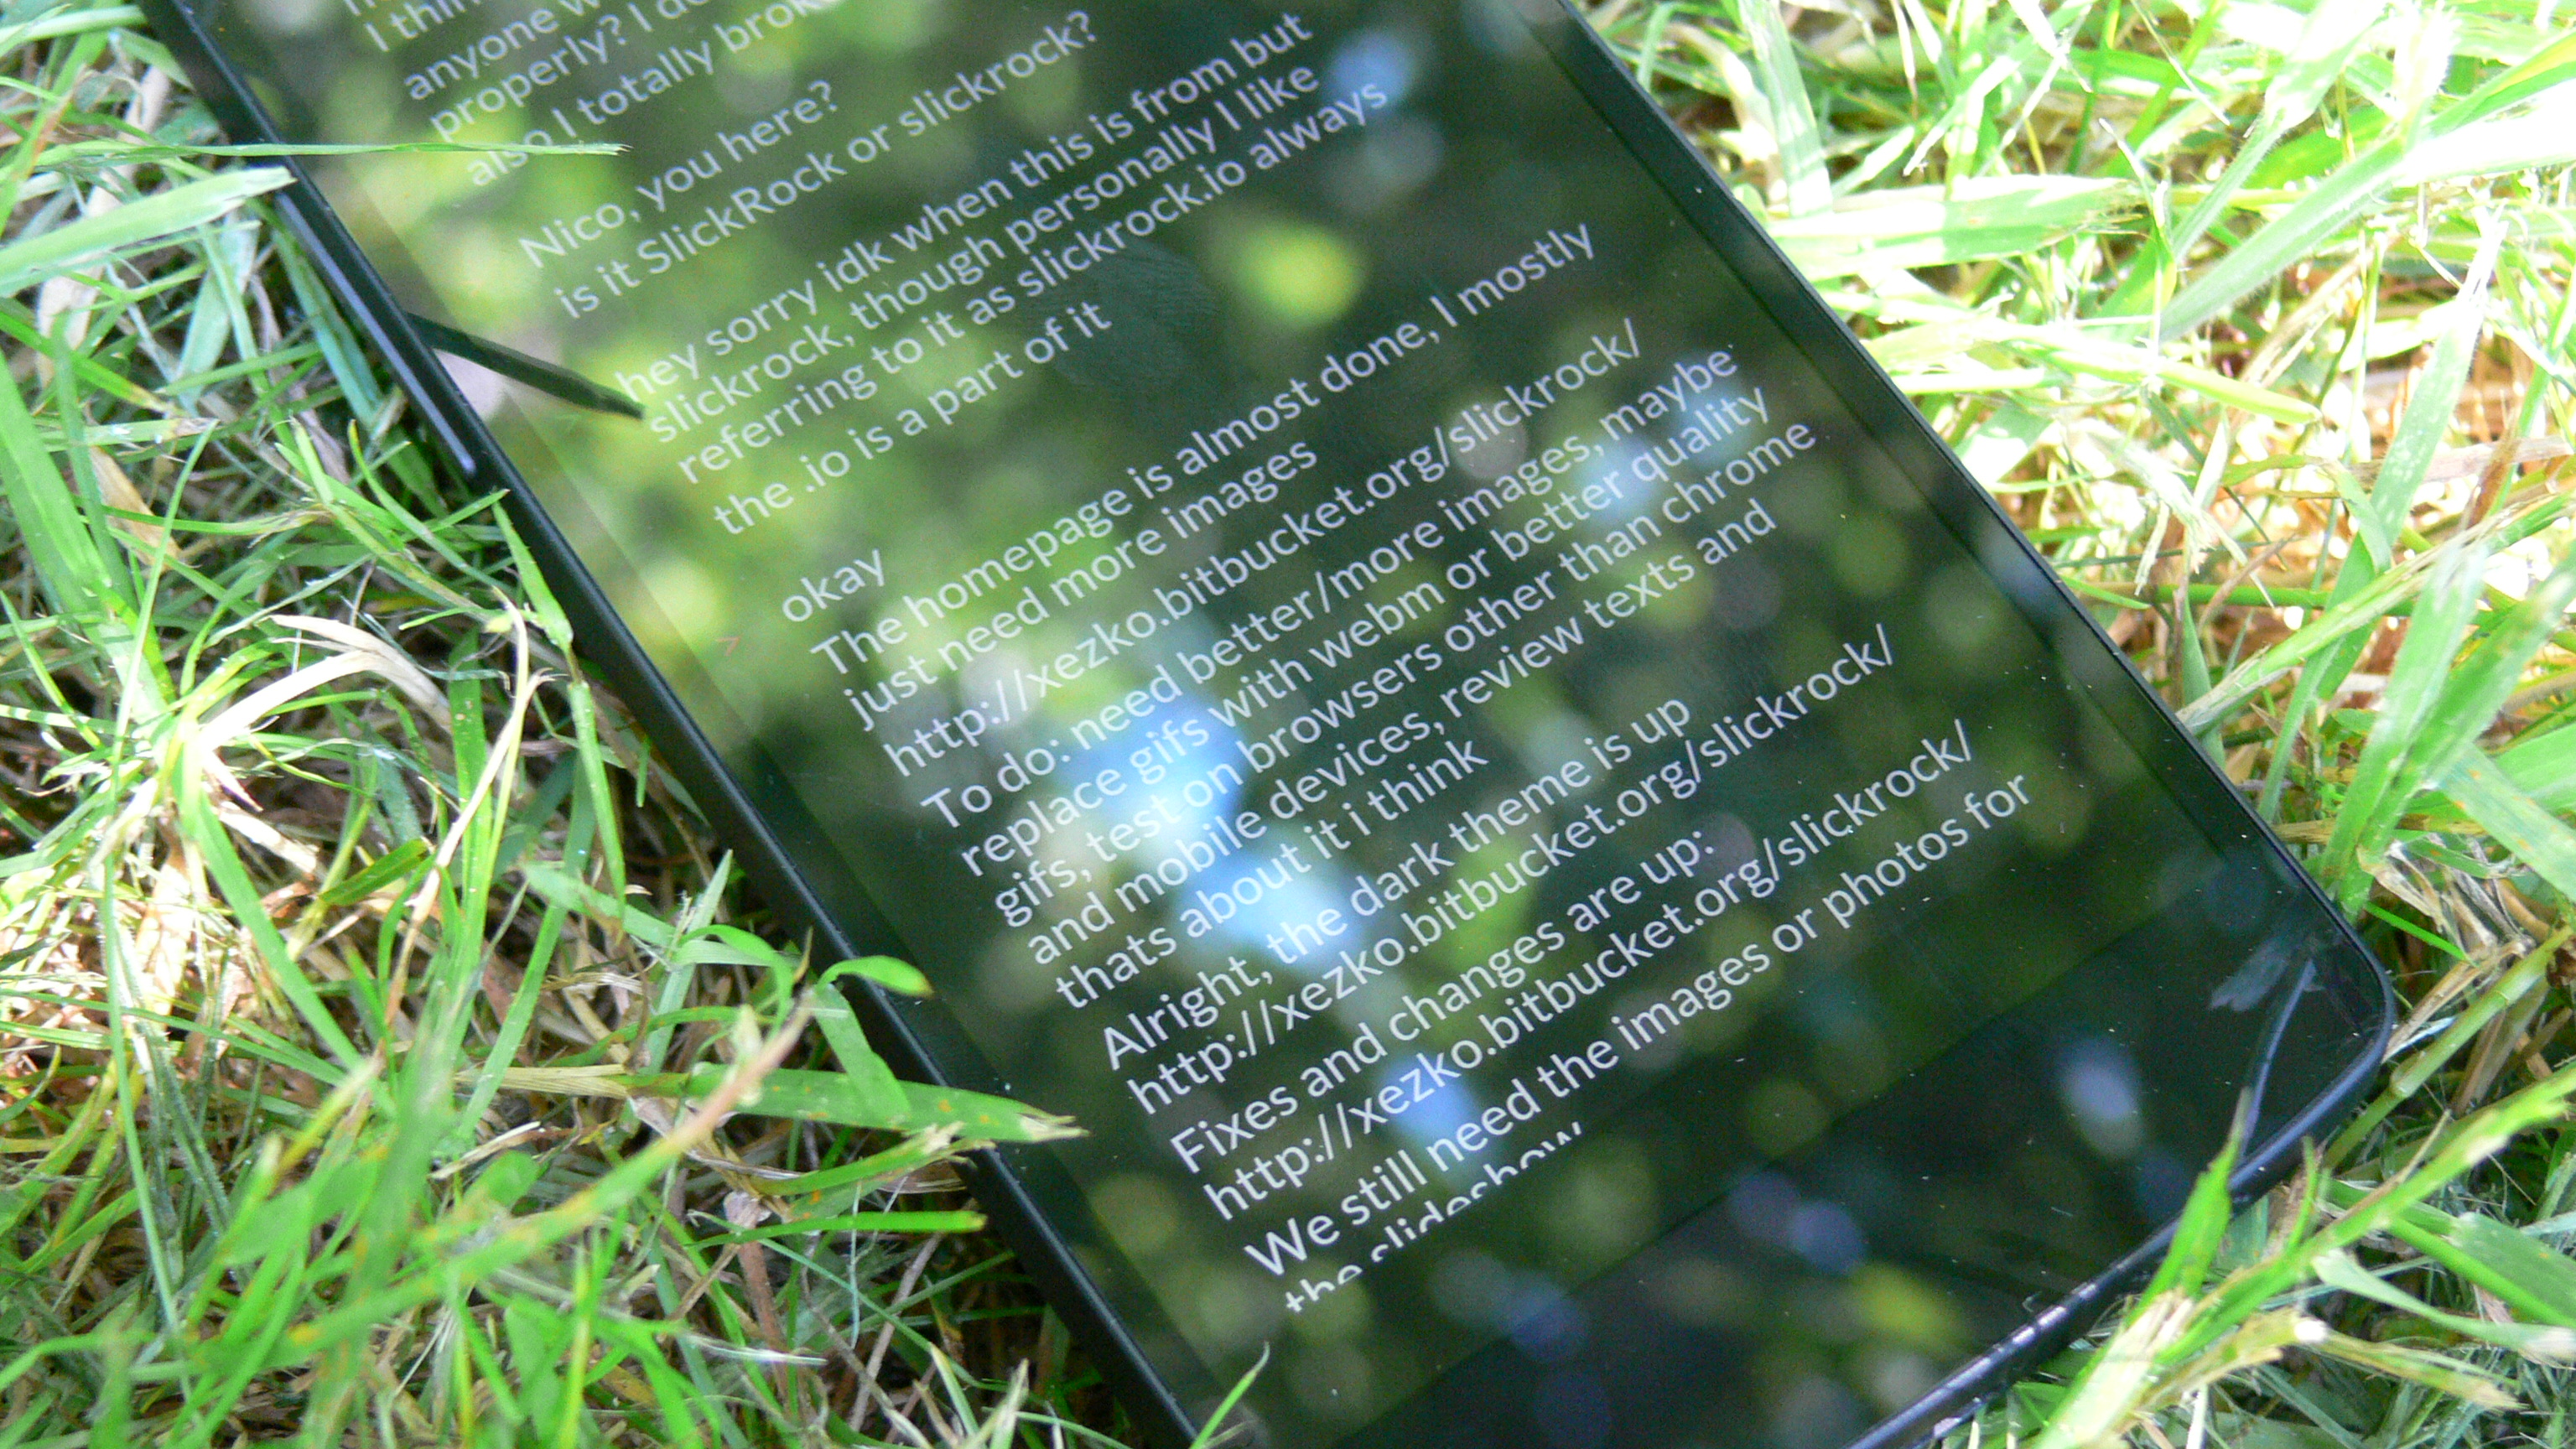 I thin
anyone w
properly? I do
also I totally brok
Nico, you here?
is it SlickRock or slickrock?
hey sorry idk when this is from but
slickrock, though personally I like
referring to it as slickrock.io always
the .io is a part of it
okay
The homepage is almost done, I mostly
just need more images
http://xezko.bitbucket.org/slickrock/
To do: need better/more images, maybe
replace gifs with webm or better quality
gifs, test on browsers other than chrome
and mobile devices, review texts and
thats about it i think
Alright, the dark theme is up
http://xezko.bitbucket.org/slickrock/
Fixes and changes are up:
http://xezko.bitbucket.org/slickrock/
We still need the images or photos for
the slideshow